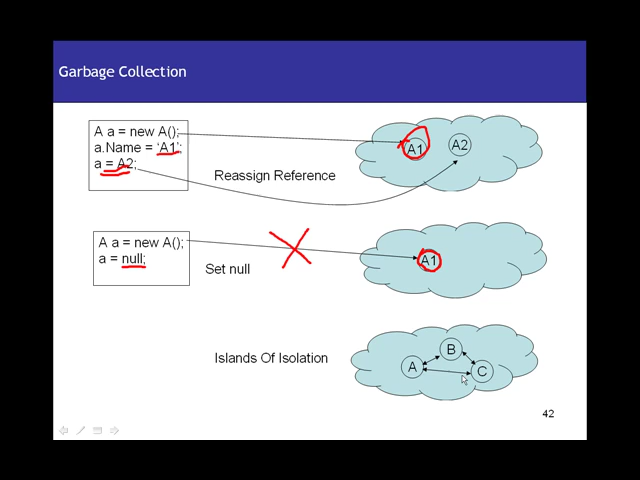 Garbage Collection
A a = new A();
a.Name = ‘A1’;
a = A2;
A1
A2
Reassign Reference
A a = new A();
a = null;
A1
Set null
Islands Of Isolation
B
A
C
42